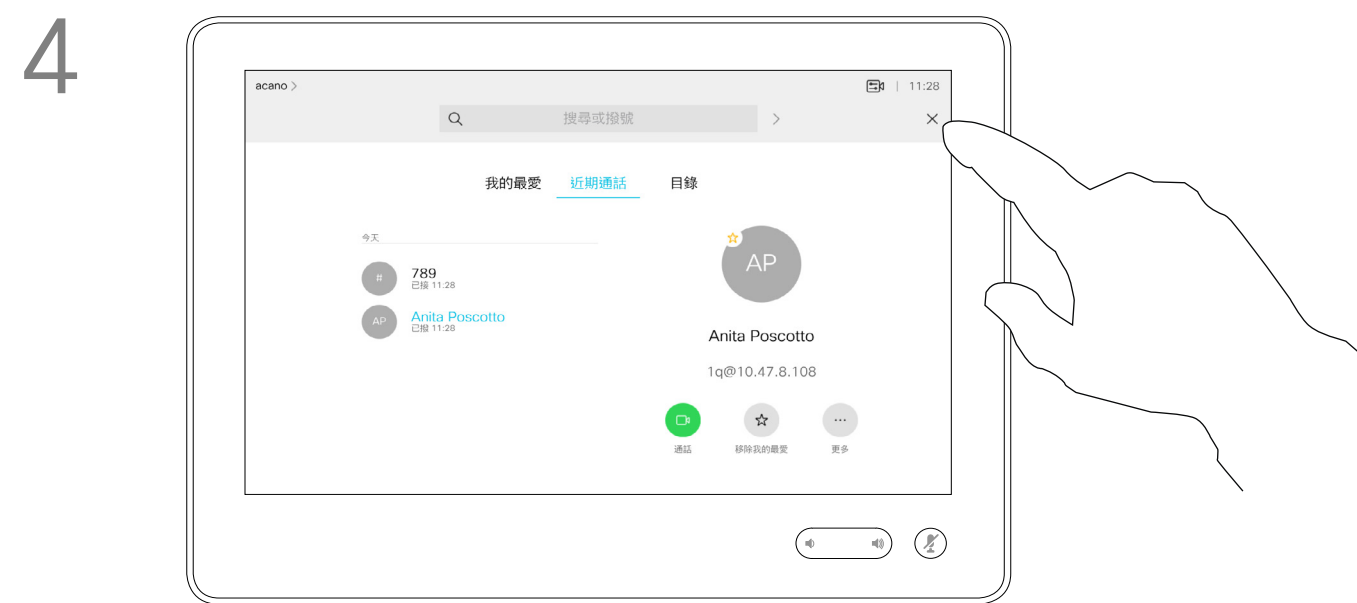 4
acano >
| 11:28
搜尋或撥號
我的最愛 近期通話 目錄
今天
# 789
已接 11:28
AP Anita Poscotto
已撥 11:28
AP
Anita Poscotto
1q@10.47.8.108
通話 移除我的最愛 更多